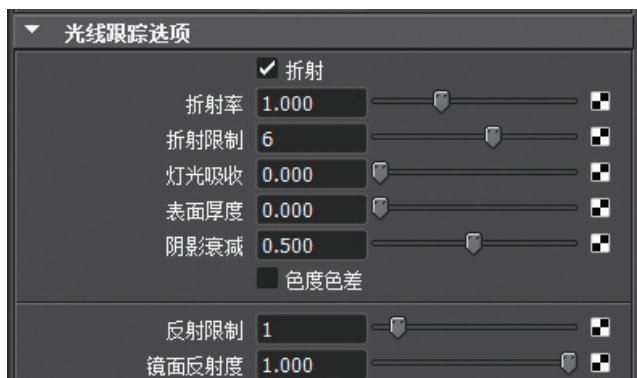 光线跟踪选项
折射
折射率 1.000
折射限制 6
灯光吸收 0.000
表面厚度 0.000
阴影衰减 0.500
色度色差
反射限制 1
镜面反射度 1.000